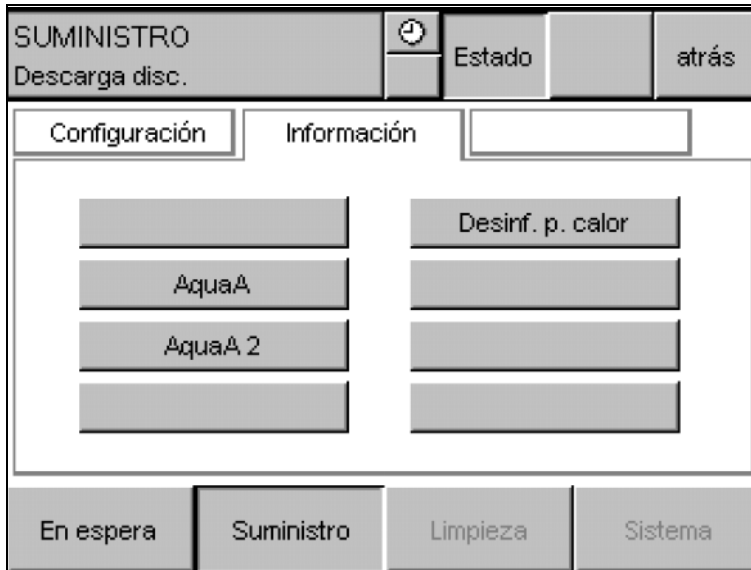 SUMINISTRO
Descarga disc.
Estado
atrás
Configuración
Información
Desinf. p. calor
AquaA
AquaA 2
En espera
Suministro
Limpieza
Sistema